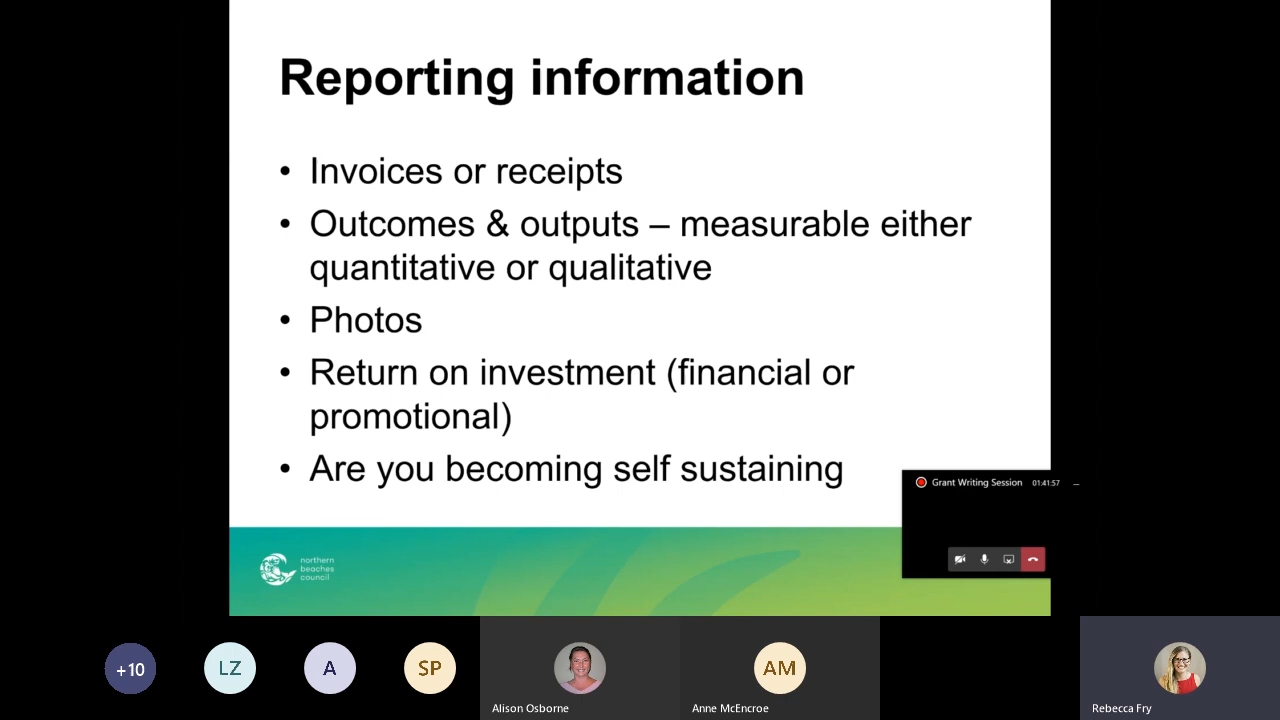 Reporting information
• Invoices or receipts
• Outcomes & outputs – measurable either
quantitative or qualitative
• Photos
• Return on investment (financial or
promotional)
• Are you becoming self sustaining
Grant Writing Session 01:41:57 ...
northern
beaches
council
+10
LZ
A
SP
AM
Alison Osborne
Anne McEncroe
Rebecca Fry